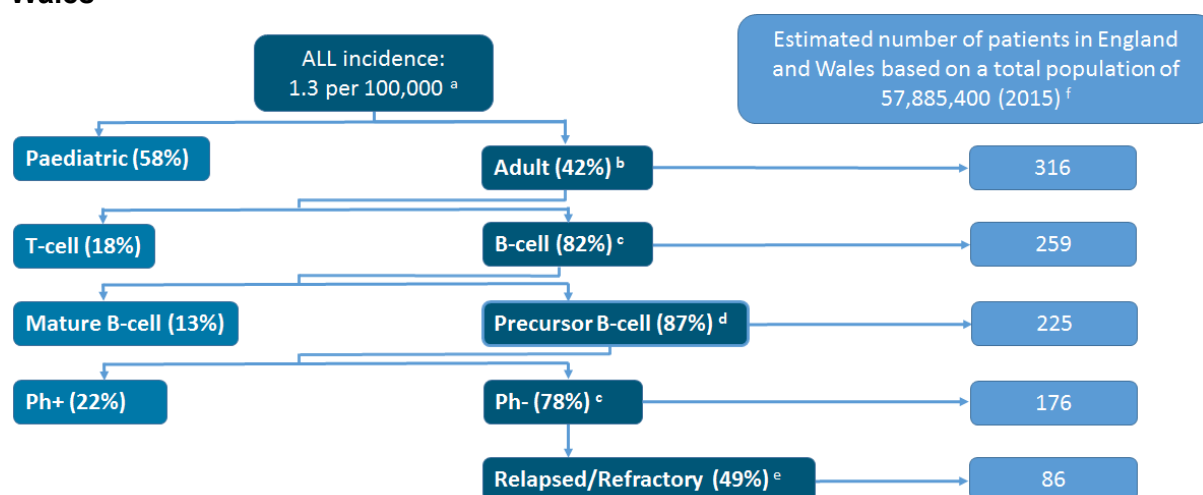 Wales
ALL incidence:
1.3 per 100,000 a
Estimated number of patients in England
and Wales based on a total population of
57,885,400 (2015) f
Paediatric (58%)
Adult (42%) b
316
T-cell (18%)
B-cell (82%) c
259
Mature B-cell (13%)
Precursor B-cell (87%) d
225
Ph+ (22%)
Ph- (78%) c
176
Relapsed/Refractory (49%) e
86